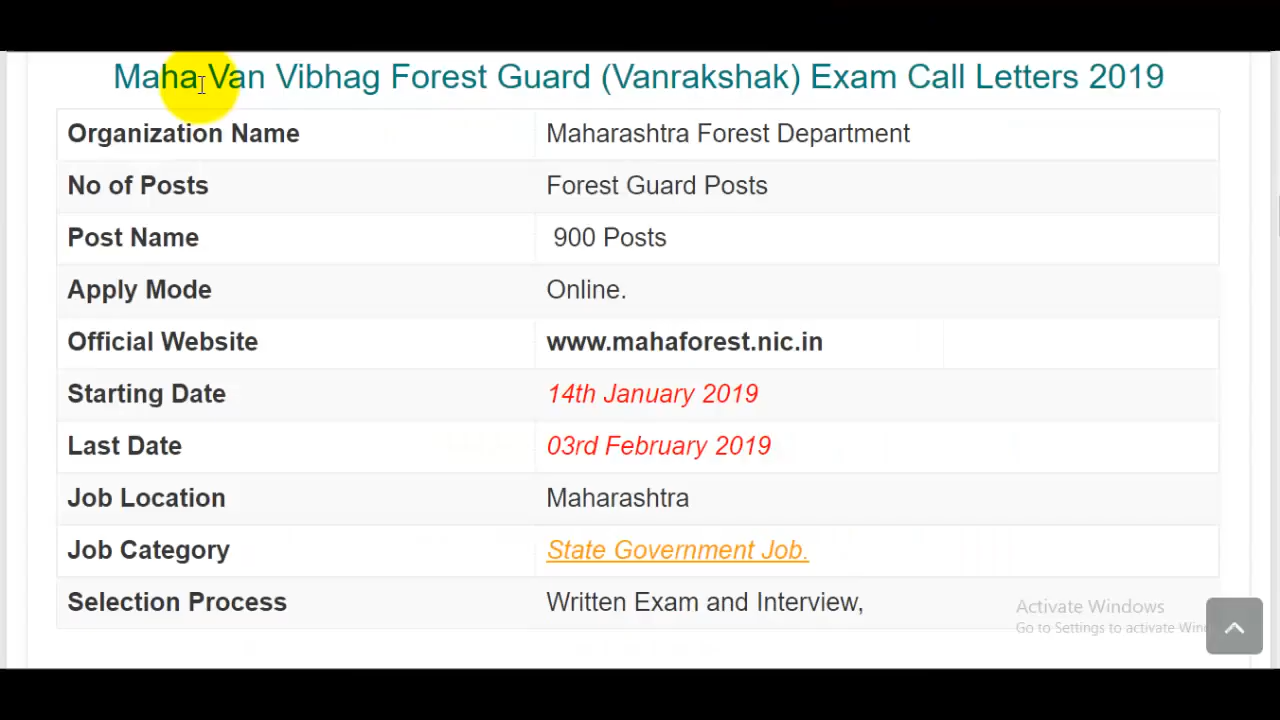 Maha Van Vibhag Forest Guard (Vanrakshak) Exam Call Letters 2019
Organization Name Maharashtra Forest Department
No of Posts Forest Guard Posts
Post Name 900 Posts
Apply Mode Online.
Official Website www.mahaforest.nic.in
Starting Date 14th January 2019
Last Date 03rd February 2019
Job Location Maharashtra
Job Category State Government Job.
Selection Process Written Exam and Interview,
Activate Windows
Go to Settings to activate Win